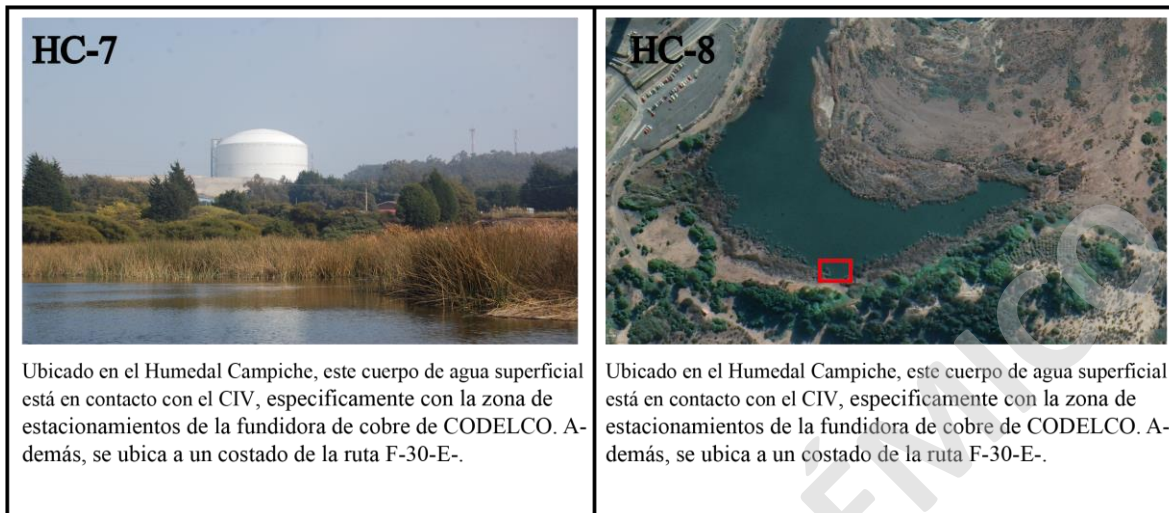 HC-7
Ubicado en el Humedal Campiche, este cuerpo de agua superficial
está en contacto con el CIV, especificamente con la zona de
estacionamientos de la fundidora de cobre de CODELCO. A-
demás, se ubica a un costado de la ruta F-30-E-.
HC-8
Ubicado en el Humedal Campiche, este cuerpo de agua superficial
está en contacto con el CIV, especificamente con la zona de
estacionamientos de la fundidora de cobre de CODELCO. A-
demás, se ubica a un costado de la ruta F-30-E-.
ÉMICO